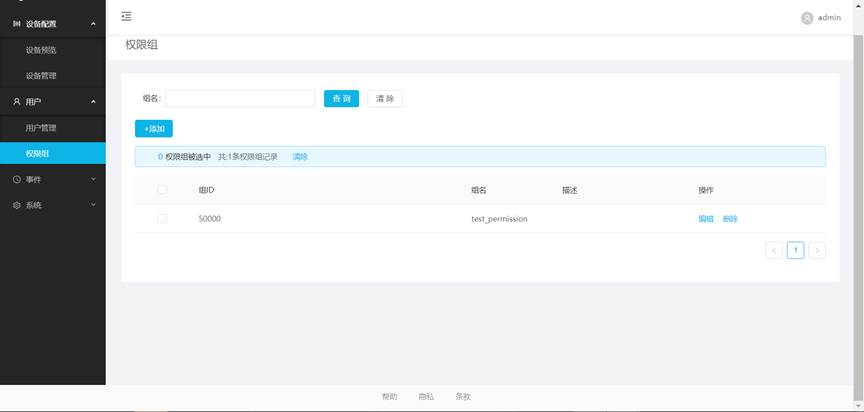 设备配置
设备预览
设备管理
用户
用户管理
权限组
事件
系统
admin
权限组
组名:
查 询
清 除
+添加
0 权限组被选中 共:1条权限组记录 清除
组ID 组名 描述 操作
50000 test_permission 编辑 删除
1
帮助 隐私 条款